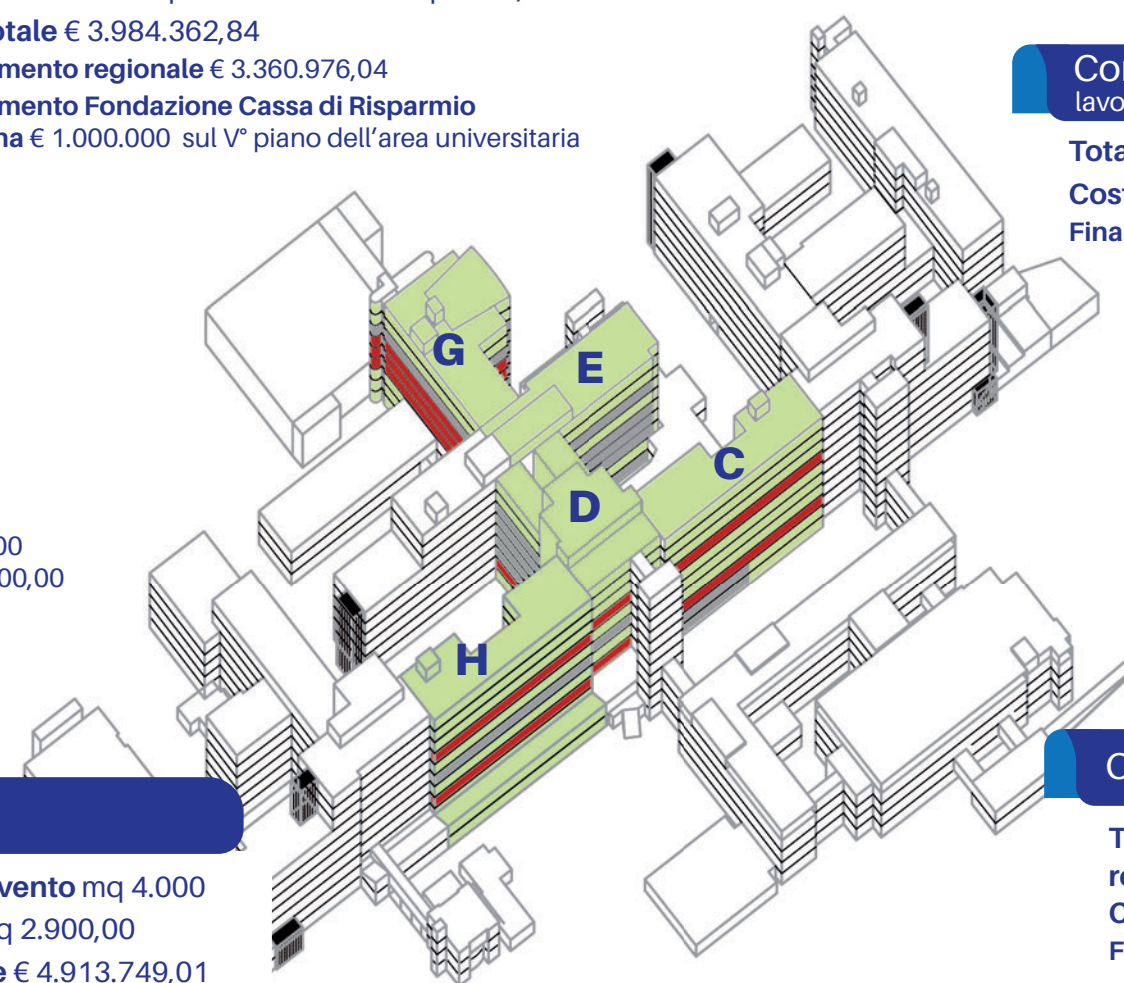 otale € 3.984.362,84
mento regionale € 3.360.976,04
mento Fondazione Cassa di Risparmio
na € 1.000.000 sul V° piano dell’area universitaria
Co
lavo
Tota
Cost
Fina
G
E
C
D
H
00
00,00
vento mq 4.000
q 2.900,00
e € 4.913.749,01
C
T
re
C
F